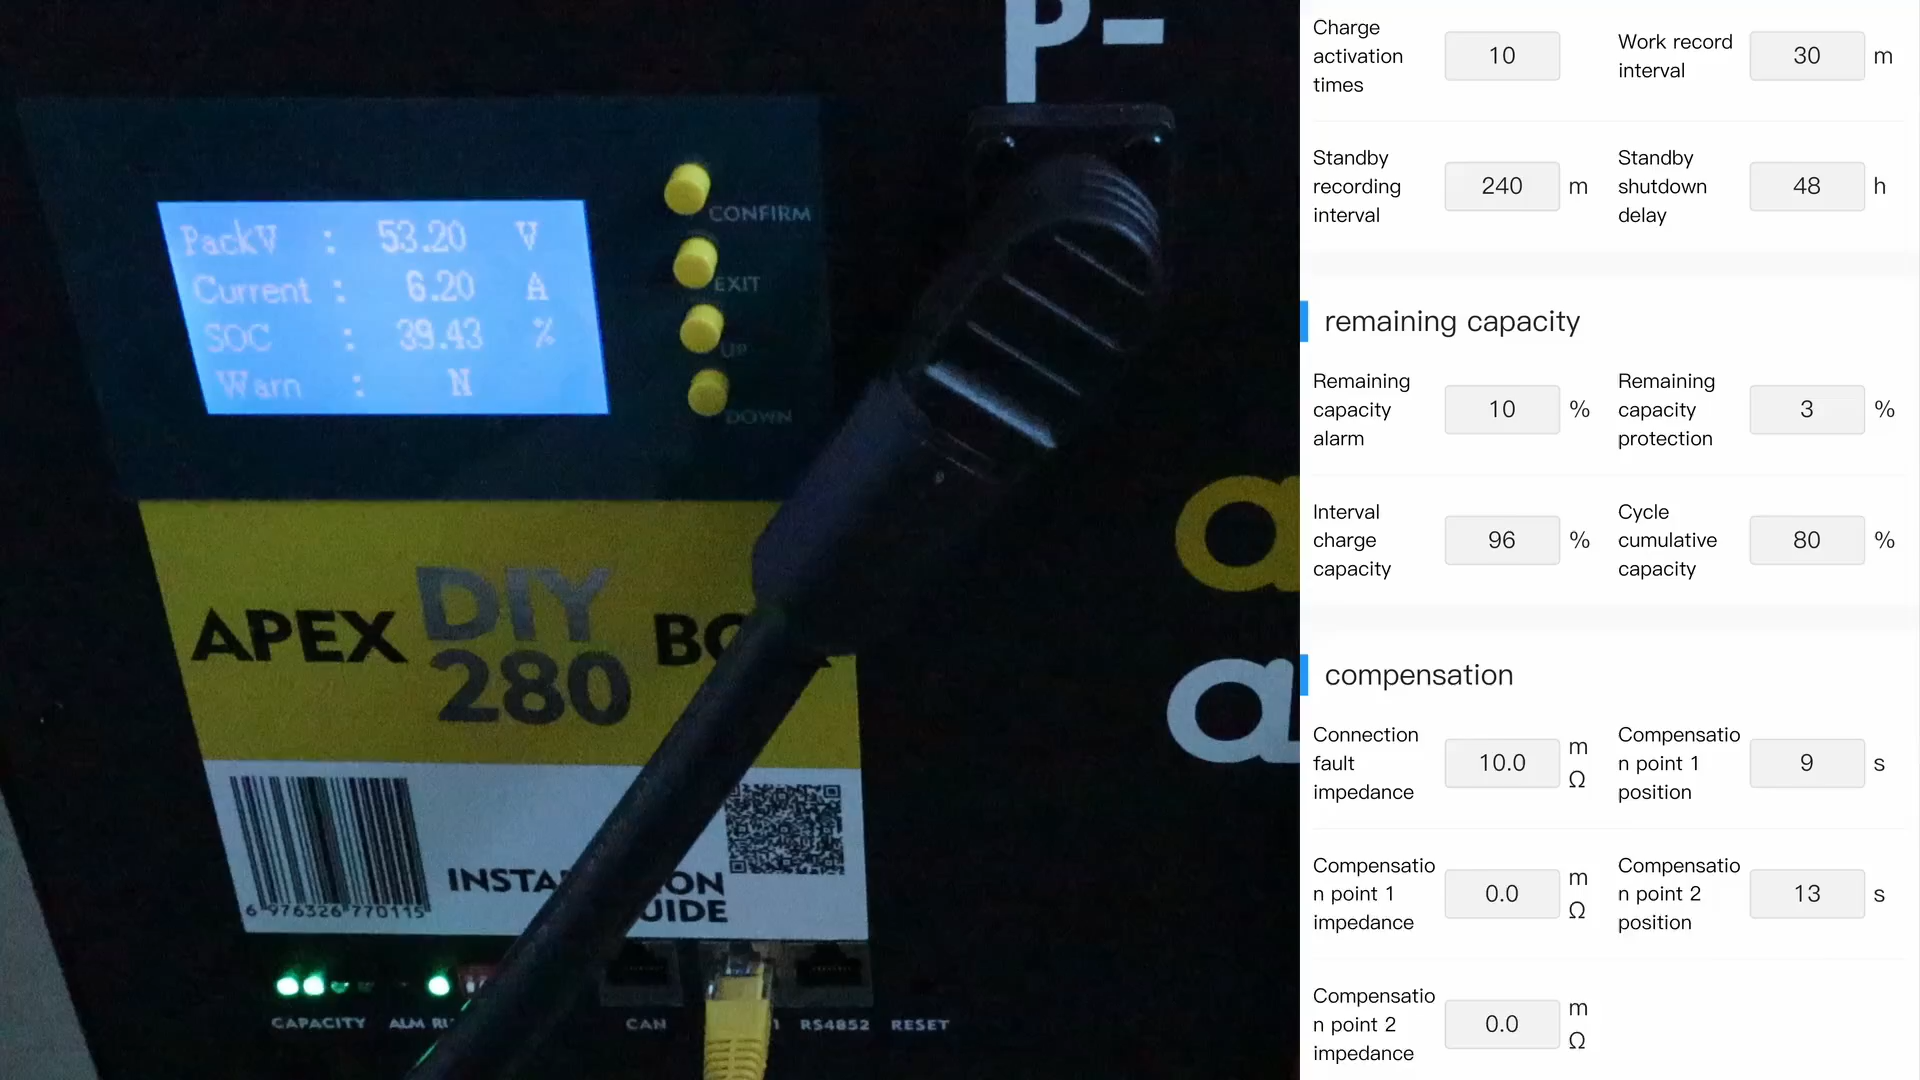 P-
PackV : 53.20 V
Current : 6.20 A
SOC : 39.43 %
Warn : N
CONFIRM
EXIT
UP
DOWN
APEX DIY 280
6 976326 770115
CAPACITY
ALM
CAN
RS4852
RESET
Charge activation times 10
Work record interval 30 m
Standby recording interval 240 m
Standby shutdown delay 48 h
remaining capacity
Remaining capacity alarm 10 %
Remaining capacity protection 3 %
Interval charge capacity 96 %
Cycle cumulative capacity 80 %
compensation
Connection fault impedance 10.0 mΩ
Compensation point 1 position 9 s
Compensation point 1 impedance 0.0 mΩ
Compensation point 2 position 13 s
Compensation point 2 impedance 0.0 mΩ